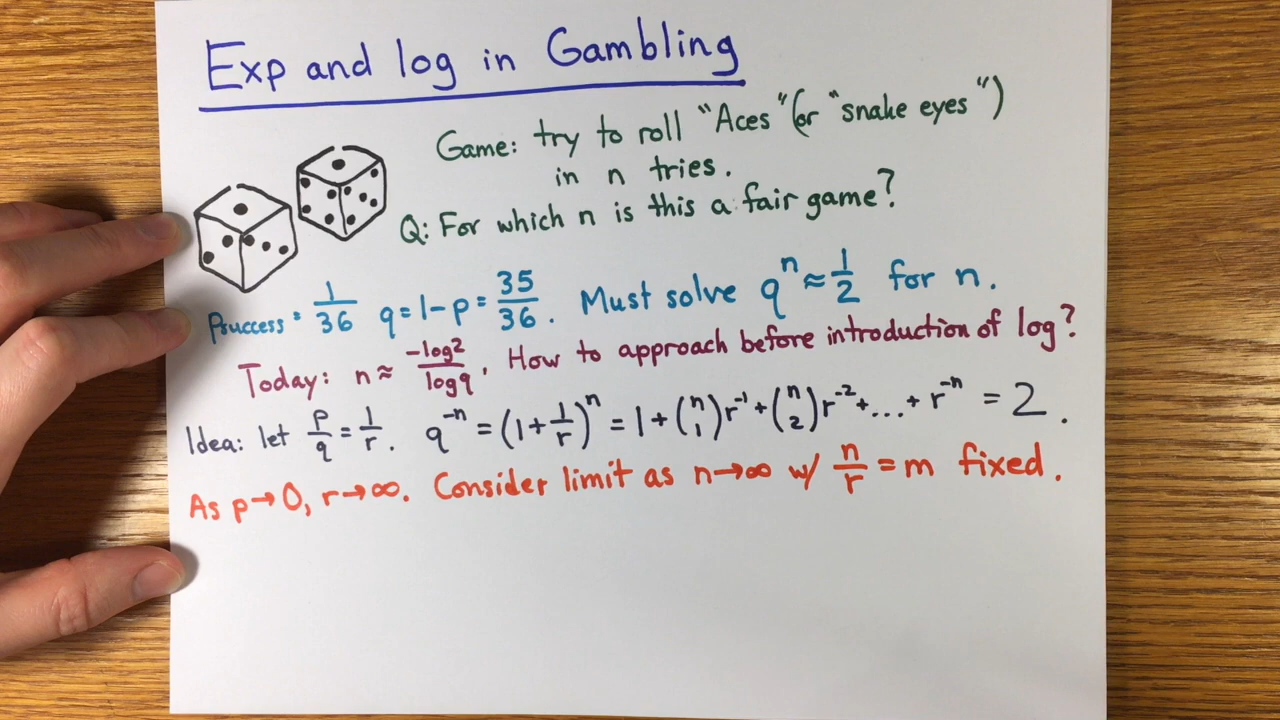 Exp and log in Gambling
Game: try to roll "Aces" (or "snake eyes")
in n tries.
Q: For which n is this a fair game?
Psuccess = 1/36 q = 1 - p = 35/36. Must solve qⁿ ≈ 1/2 for n.
Today: n ≈ -log2/logq. How to approach before introduction of log?
Idea: let p/q = 1/r. q⁻ⁿ = (1 + 1/r)ⁿ = 1 + (n 1) r⁻¹ + (n 2) r⁻² + ... + r⁻ⁿ = 2.
As p → 0, r → ∞. Consider limit as n → ∞ w/ n/r = m fixed.